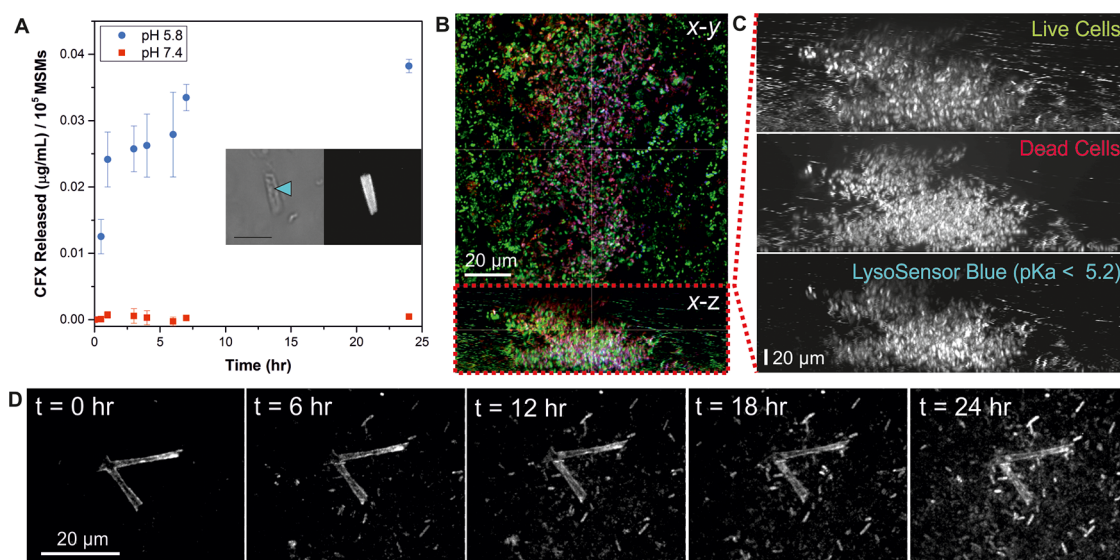 A
pH 5.8
pH 7.4
CFX Released (µg/mL) / 10⁵ MSMs
0.04
0.03
0.02
0.01
0.00
0 5 10 15 20 25
Time (hr)
B
x-y
20 µm
x-z
C
Live Cells
Dead Cells
LysoSensor Blue (pKa < 5.2)
20 µm
D
t = 0 hr
t = 6 hr
t = 12 hr
t = 18 hr
t = 24 hr
20 µm